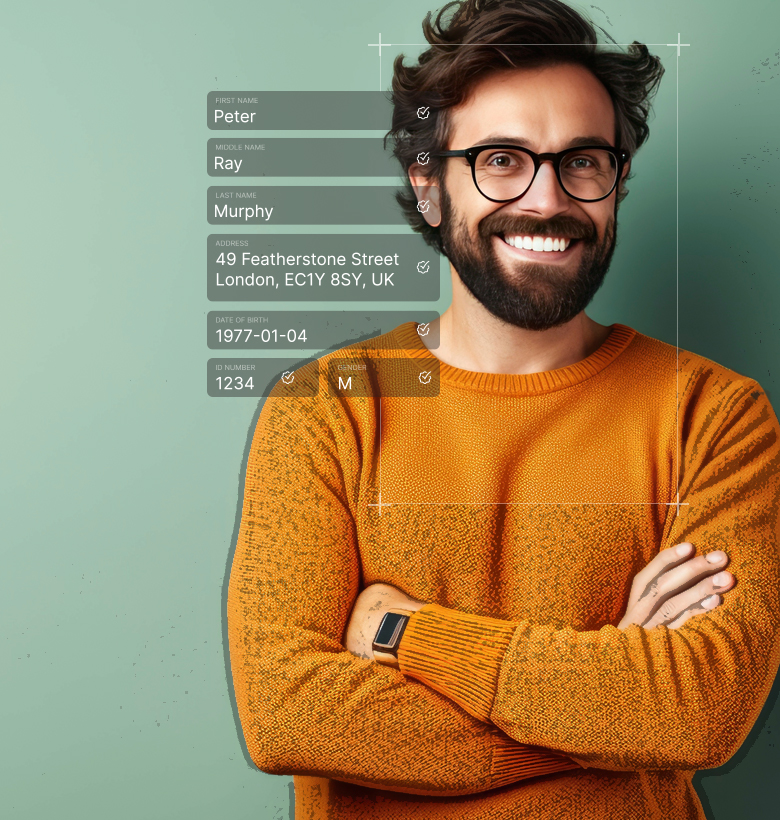 FIRST NAME
Peter
MIDDLE NAME
Ray
LAST NAME
Murphy
ADDRESS
49 Featherstone Street
London, EC1Y 8SY, UK
DATE OF BIRTH
1977-01-04
ID NUMBER
1234
GENDER
M